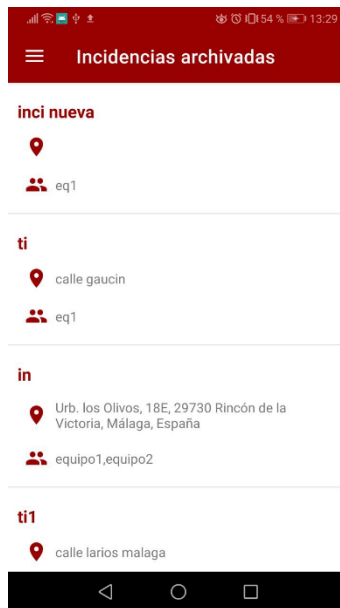 54 % 13:29
Incidencias archivadas
inci nueva
eq1
ti
calle gaucin
eq1
in
Urb. los Olivos, 18E, 29730 Rincón de la
Victoria, Málaga, España
equipo1,equipo2
ti1
calle larios malaga